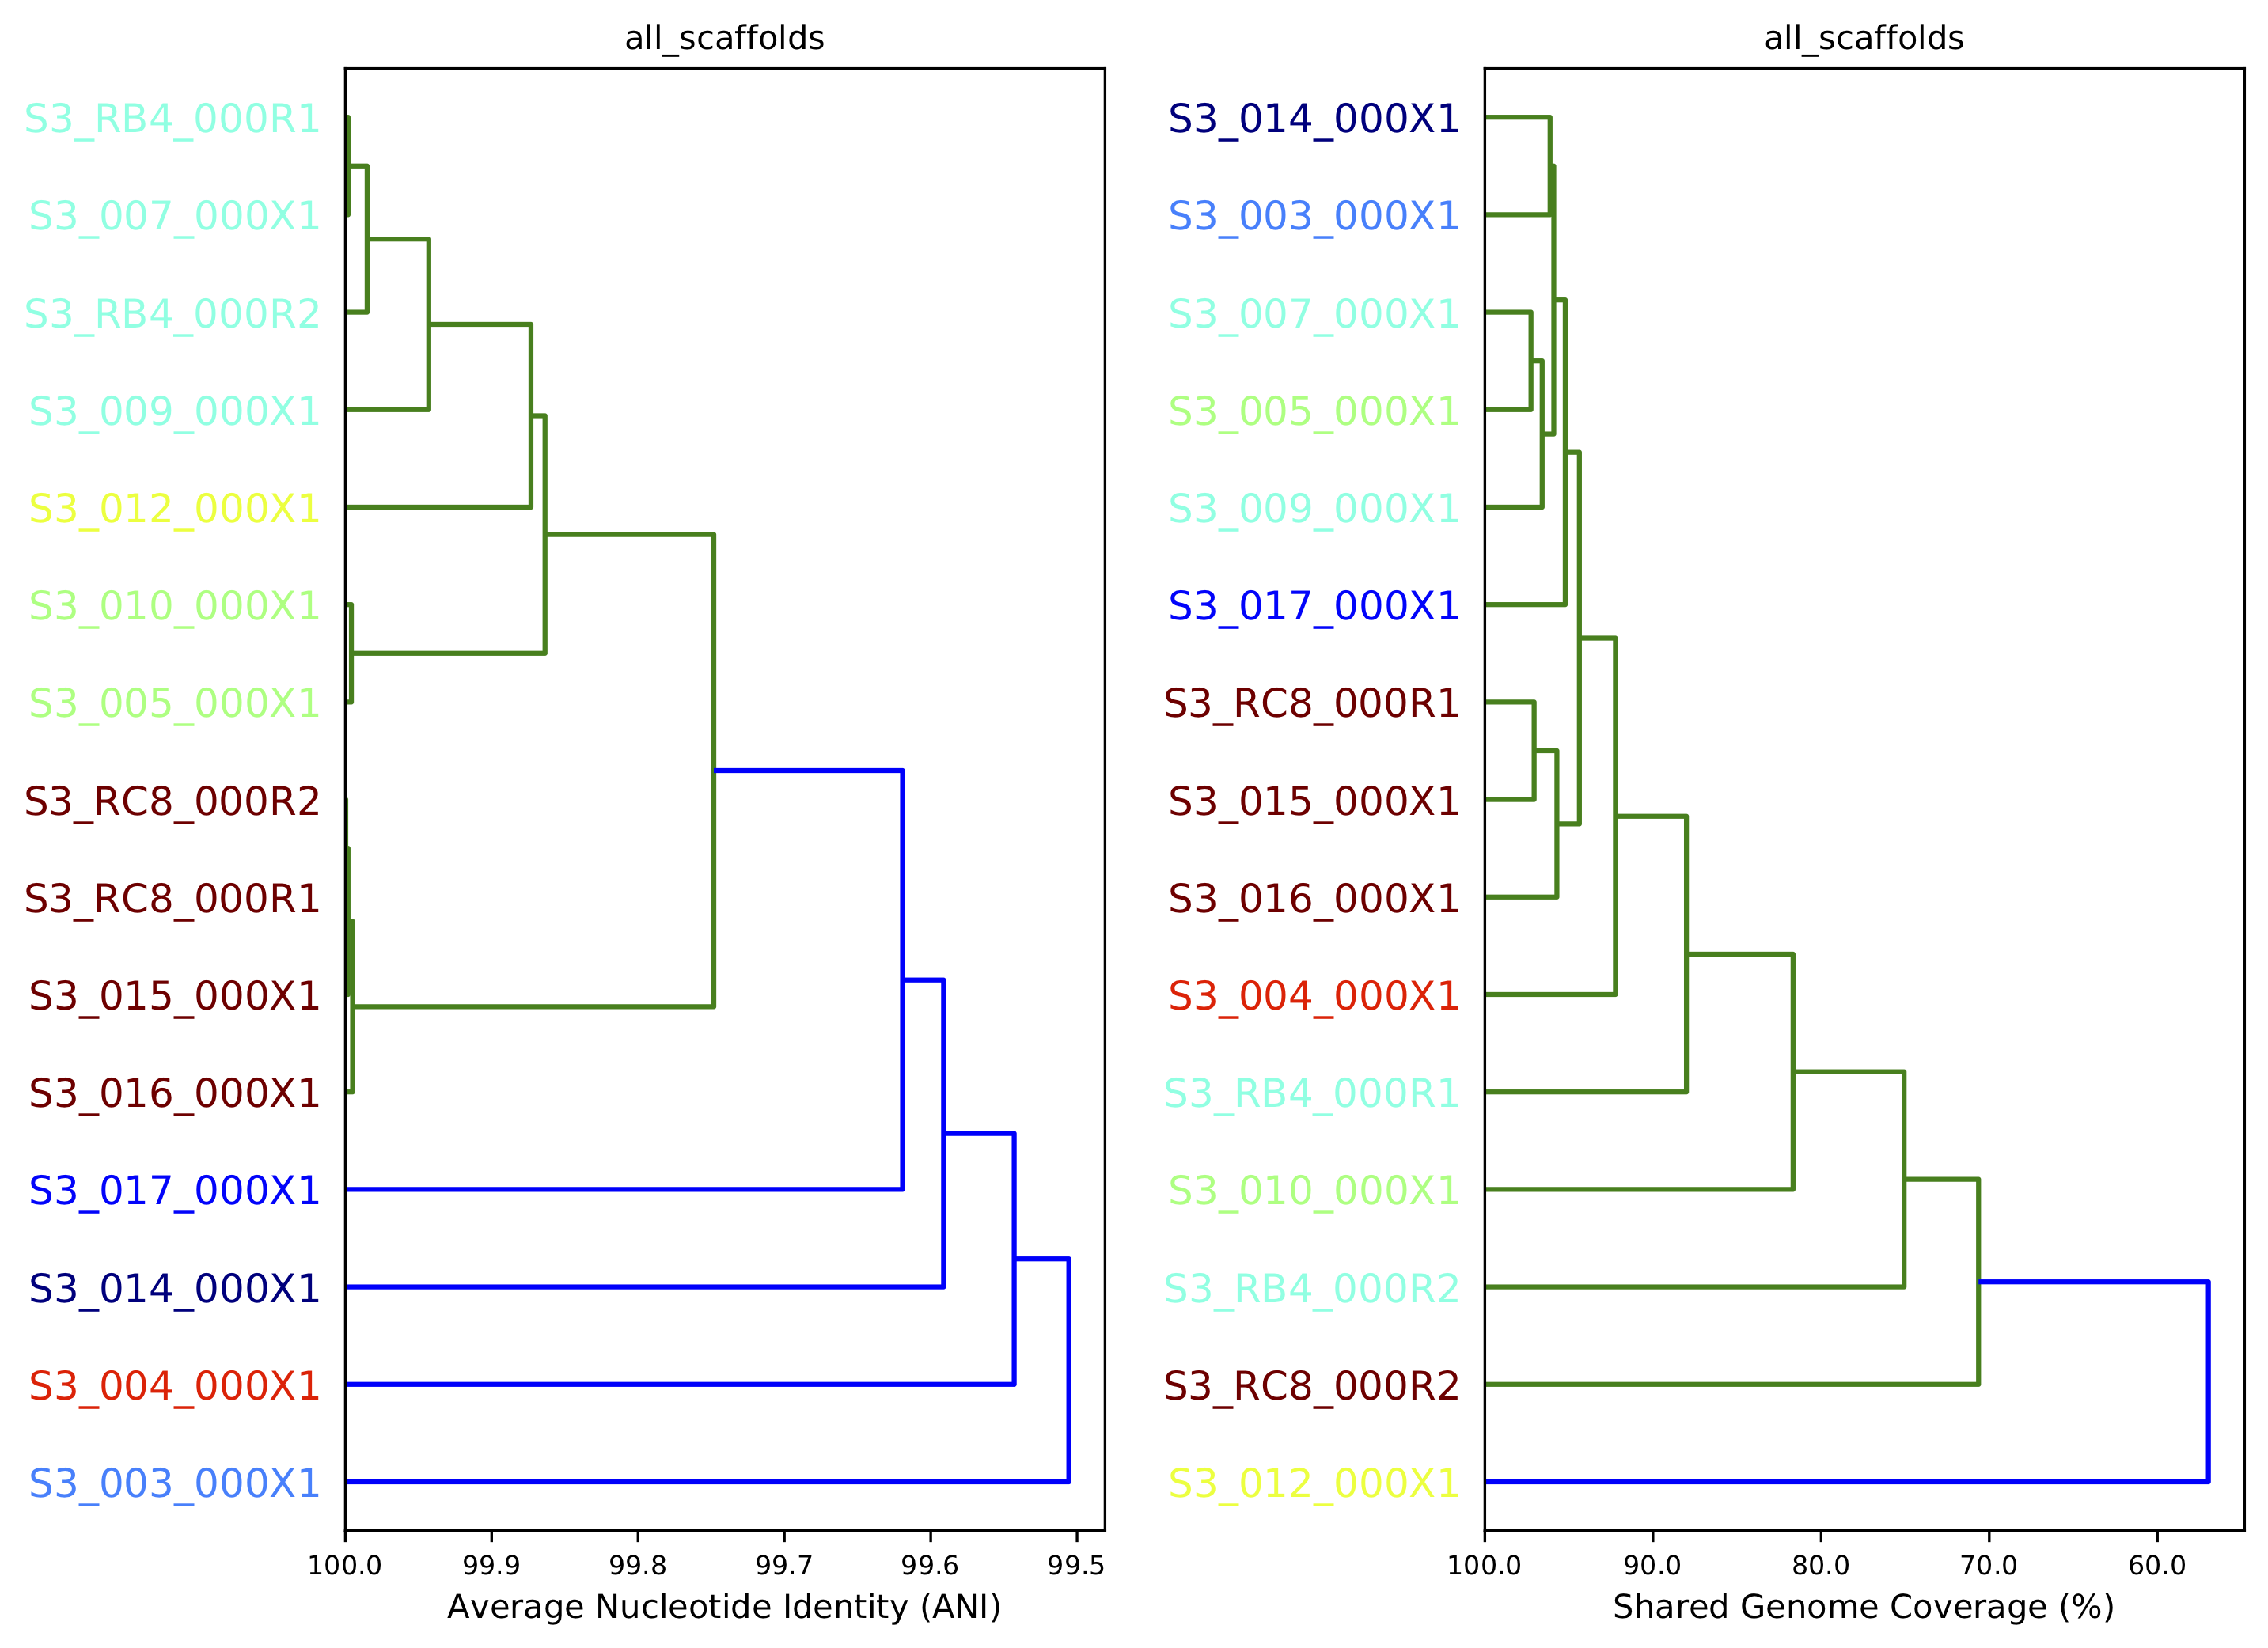 all_scaffolds
S3_RB4_000R1
S3_007_000X1
S3_RB4_000R2
S3_009_000X1
S3_012_000X1
S3_010_000X1
S3_005_000X1
S3_RC8_000R2
S3_RC8_000R1
S3_015_000X1
S3_016_000X1
S3_017_000X1
S3_014_000X1
S3_004_000X1
S3_003_000X1
100.0 99.9 99.8 99.7 99.6 99.5
Average Nucleotide Identity (ANI)
all_scaffolds
S3_014_000X1
S3_003_000X1
S3_007_000X1
S3_005_000X1
S3_009_000X1
S3_017_000X1
S3_RC8_000R1
S3_015_000X1
S3_016_000X1
S3_004_000X1
S3_RB4_000R1
S3_010_000X1
S3_RB4_000R2
S3_RC8_000R2
S3_012_000X1
100.0 90.0 80.0 70.0 60.0
Shared Genome Coverage (%)